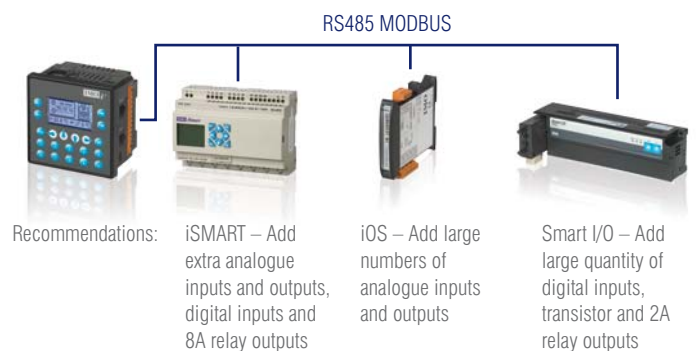 RS485 MODBUS
Recommendations:
iSMART – Add
extra analogue
inputs and outputs,
digital inputs and
8A relay outputs
iOS – Add large
numbers of
analogue inputs
and outputs
Smart I/O – Add
large quantity of
digital inputs,
transistor and 2A
relay outputs